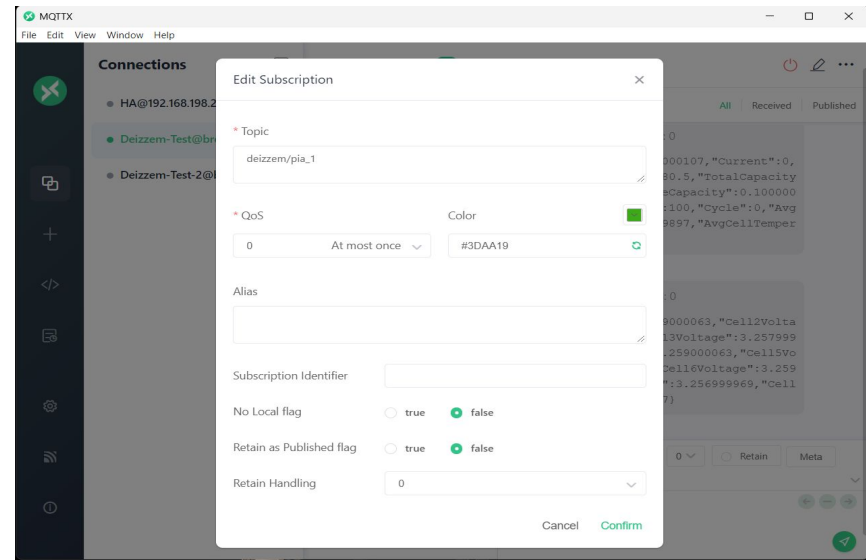 MQTTX
File Edit View Window Help
Connections
HA@192.168.198.2
Deizzem-Test@br
Deizzem-Test-2@
Edit Subscription
* Topic
deizzem/pia_1
* QoS
Color
0 At most once
#3DAA19
Alias
Subscription Identifier
No Local flag
true false
Retain as Published flag
true false
Retain Handling
0
Cancel Confirm
All Received Published
:0
000107,"Current":0,
80.5,"TotalCapacity
eCapacity":0.100000
:100,"Cycle":0,"Avg
9897,"AvgCellTemper
:0
9000063,"Cell2Volta
l3Voltage":3.257999
.259000063,"Cell5Vo
Cell6Voltage":3.259
":3.256999969,"Cell
7}
0 Retain Meta